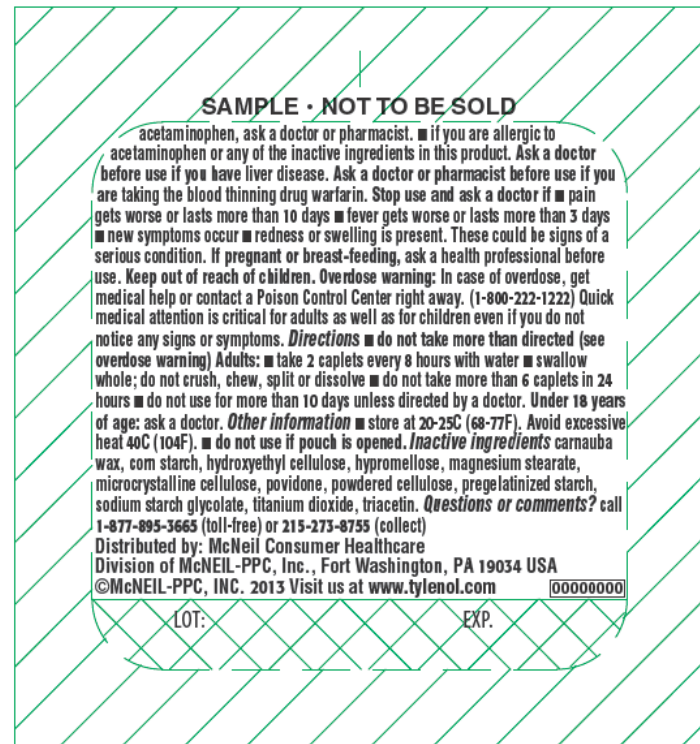 SAMPLE • NOT TO BE SOLD
acetaminophen, ask a doctor or pharmacist. ■ if you are allergic to
acetaminophen or any of the inactive ingredients in this product. Ask a doctor
before use if you have liver disease. Ask a doctor or pharmacist before use if you
are taking the blood thinning drug warfarin. Stop use and ask a doctor if ■ pain
gets worse or lasts more than 10 days ■ fever gets worse or lasts more than 3 days
■ new symptoms occur ■ redness or swelling is present. These could be signs of a
serious condition. If pregnant or breast-feeding, ask a health professional before
use. Keep out of reach of children. Overdose warning: In case of overdose, get
medical help or contact a Poison Control Center right away. (1-800-222-1222) Quick
medical attention is critical for adults as well as for children even if you do not
notice any signs or symptoms. Directions ■ do not take more than directed (see
overdose warning) Adults: ■ take 2 caplets every 8 hours with water ■ swallow
whole; do not crush, chew, split or dissolve ■ do not take more than 6 caplets in 24
hours ■ do not use for more than 10 days unless directed by a doctor. Under 18 years
of age: ask a doctor. Other information ■ store at 20-25C (68-77F). Avoid excessive
heat 40C (104F). ■ do not use if pouch is opened. Inactive ingredients carnauba
wax, corn starch, hydroxyethyl cellulose, hypromellose, magnesium stearate,
microcrystalline cellulose, povidone, powdered cellulose, pregelatinized starch,
sodium starch glycolate, titanium dioxide, triacetin. Questions or comments? call
1-877-895-3665 (toll-free) or 215-273-8755 (collect)
Distributed by: McNeil Consumer Healthcare
Division of McNEIL-PPC, Inc., Fort Washington, PA 19034 USA
©McNEIL-PPC, INC. 2013 Visit us at www.tylenol.com 00000000
LOT: EXP.